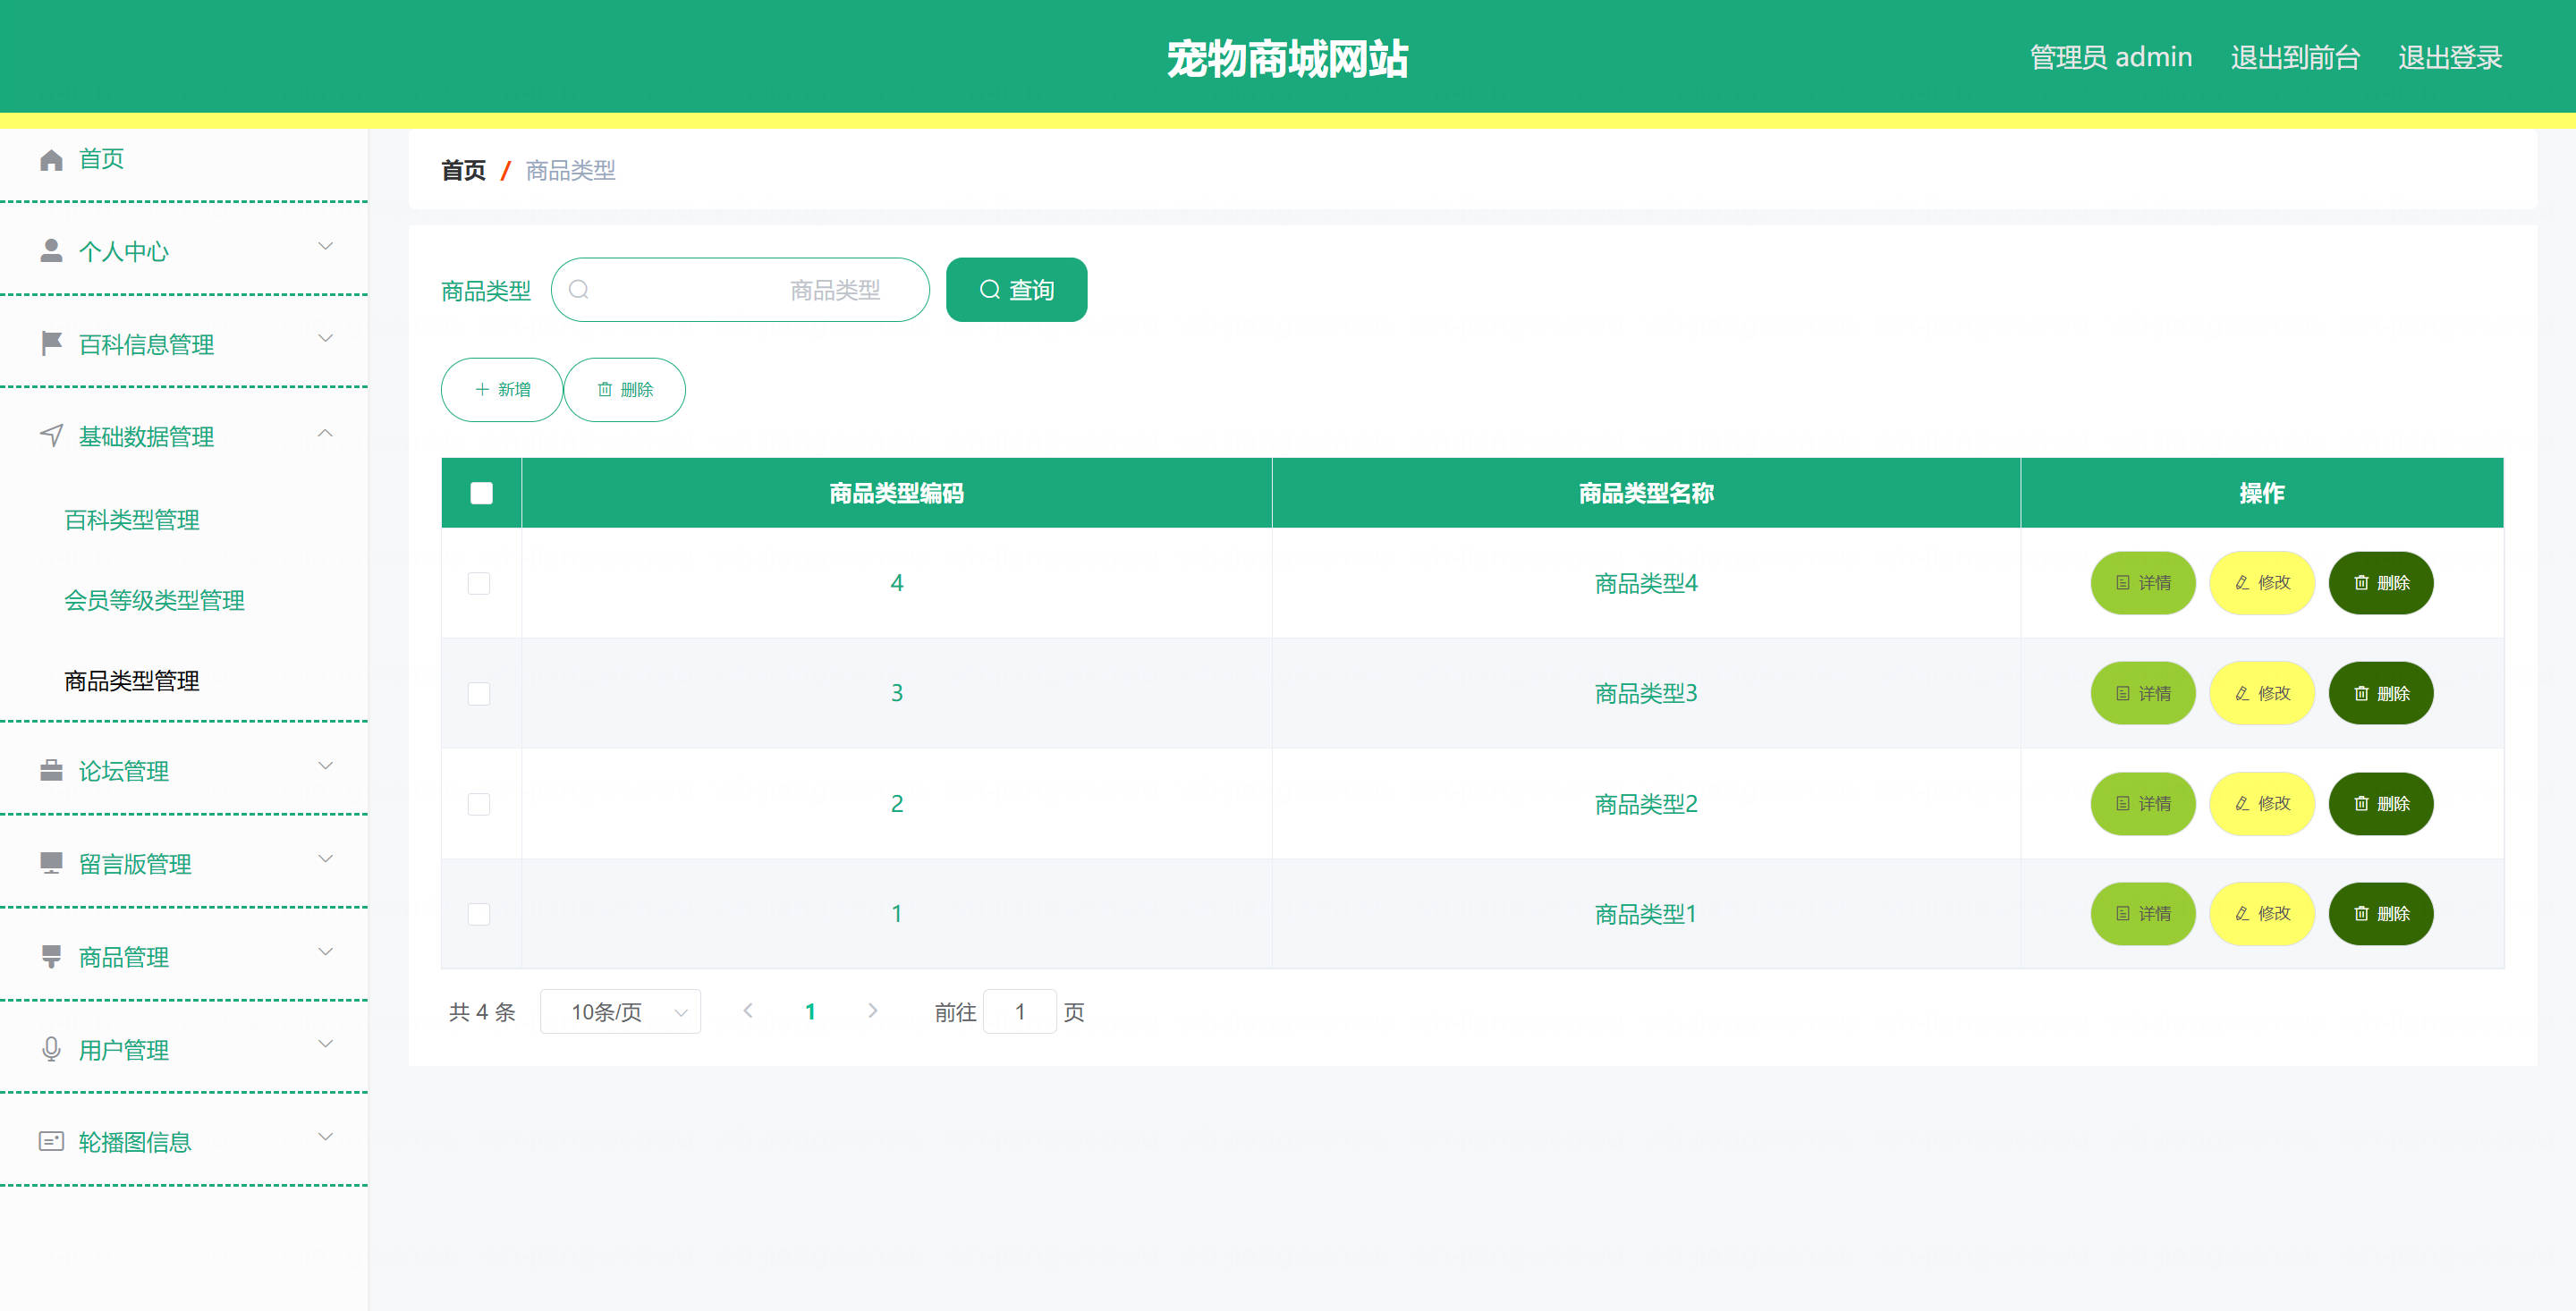 宠物商城网站
管理员 admin 退出到前台 退出登录
首页
个人中心
百科信息管理
基础数据管理
百科类型管理
会员等级类型管理
商品类型管理
论坛管理
留言版管理
商品管理
用户管理
轮播图信息
首页 / 商品类型
商品类型 商品类型 查询
新增 删除
商品类型编码 商品类型名称 操作
4 商品类型4 详情 修改 删除
3 商品类型3 详情 修改 删除
2 商品类型2 详情 修改 删除
1 商品类型1 详情 修改 删除
共 4 条 10条/页 1 前往 1 页